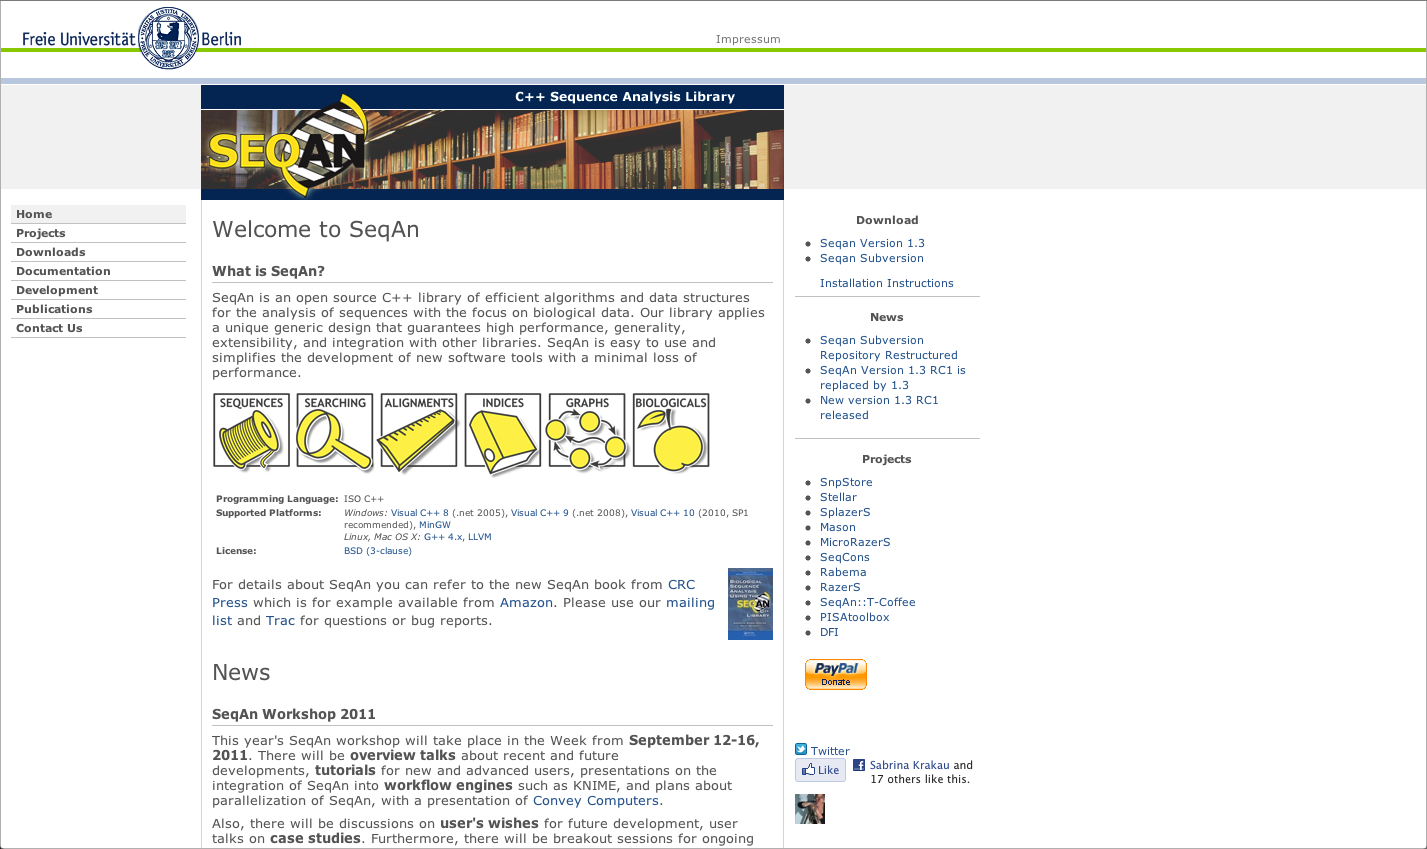 Freie Universität Berlin
Impressum
C++ Sequence Analysis Library
SEQAN
Home
Projects
Downloads
Documentation
Development
Publications
Contact Us
Welcome to SeqAn
What is SeqAn?
SeqAn is an open source C++ library of efficient algorithms and data structures
for the analysis of sequences with the focus on biological data. Our library applies
a unique generic design that guarantees high performance, generality,
extensibility, and integration with other libraries. SeqAn is easy to use and
simplifies the development of new software tools with a minimal loss of
performance.
SEQUENCES SEARCHING ALIGNMENTS INDICES GRAPHS BIOLOGICALS
Programming Language: ISO C++
Supported Platforms: Windows: Visual C++ 8 (.net 2005), Visual C++ 9 (.net 2008), Visual C++ 10 (2010, SP1
recommended), MinGW
Linux, Mac OS X: G++ 4.x, LLVM
License: BSD (3-clause)
For details about SeqAn you can refer to the new SeqAn book from CRC
Press which is for example available from Amazon. Please use our mailing
list and Trac for questions or bug reports.
BIOLOGICAL
SEQUENCE
ANALYSIS
USING THE
SEQAN
C++
LIBRARY
News
SeqAn Workshop 2011
This year's SeqAn workshop will take place in the Week from September 12-16,
2011. There will be overview talks about recent and future
developments, tutorials for new and advanced users, presentations on the
integration of SeqAn into workflow engines such as KNIME, and plans about
parallelization of SeqAn, with a presentation of Convey Computers.
Also, there will be discussions on user's wishes for future development, user
talks on case studies. Furthermore, there will be breakout sessions for ongoing
Download
Seqan Version 1.3
Seqan Subversion
Installation Instructions
News
Seqan Subversion
Repository Restructured
SeqAn Version 1.3 RC1 is
replaced by 1.3
New version 1.3 RC1
released
Projects
SnpStore
Stellar
SplazerS
Mason
MicroRazerS
SeqCons
Rabema
RazerS
SeqAn::T-Coffee
PISAtoolbox
DFI
PayPal
Donate
Twitter
Like
Sabrina Krakau and
17 others like this.